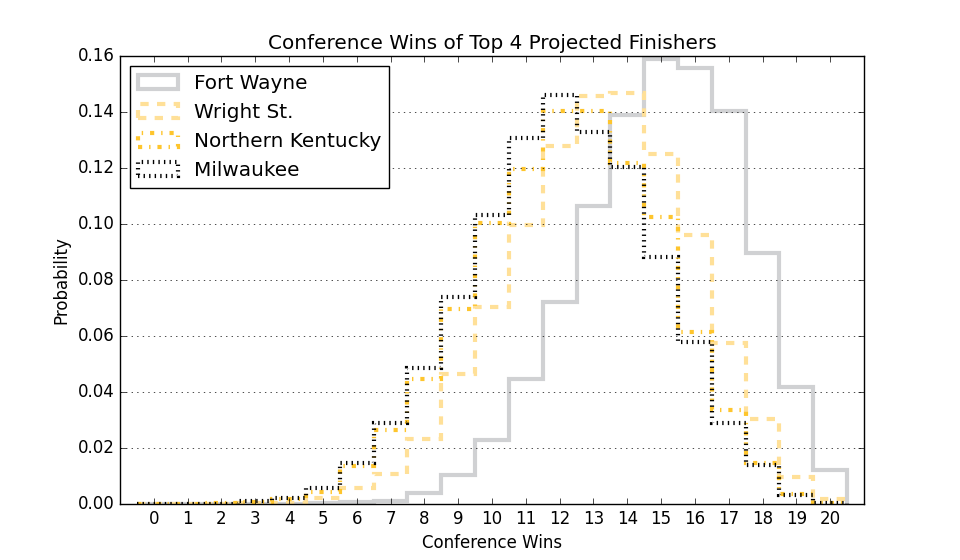 Conference Wins of Top 4 Projected Finishers
0.16
0.14
0.12
0.10
0.08
0.06
0.04
0.02
0.00
Probability
Fort Wayne
Wright St.
Northern Kentucky
Milwaukee
0 1 2 3 4 5 6 7 8 9 10 11 12 13 14 15 16 17 18 19 20
Conference Wins